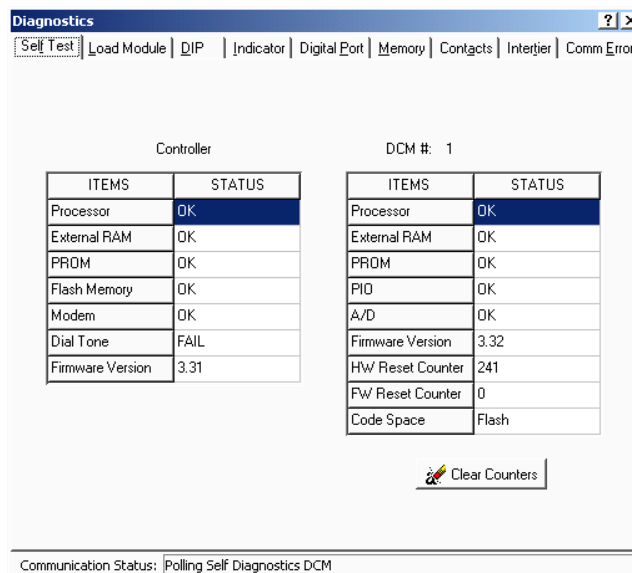 Diagnostics
Self Test Load Module DIP Indicator Digital Port Memory Contacts Intertier Comm Error
Controller
ITEMS STATUS
Processor OK
External RAM OK
PROM OK
Flash Memory OK
Modem OK
Dial Tone FAIL
Firmware Version 3.31
DCM #: 1
ITEMS STATUS
Processor OK
External RAM OK
PROM OK
PIO OK
A/D OK
Firmware Version 3.32
HW Reset Counter 241
FW Reset Counter 0
Code Space Flash
Clear Counters
Communication Status: Polling Self Diagnostics DCM